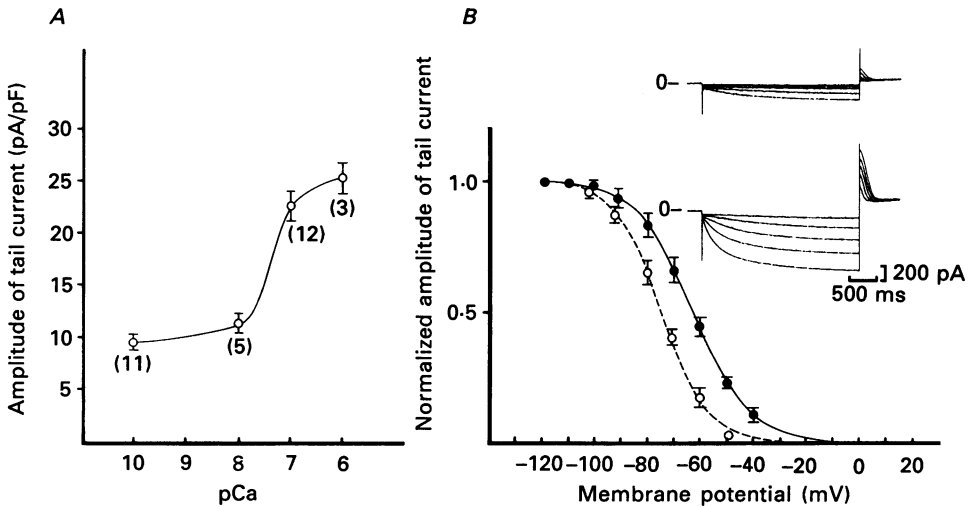 A
Amplitude of tail current (pA/pF)
30
25
20
15
10
5
(11)
(5)
(12)
(3)
10 9 8 7 6
pCa
B
Normalized amplitude of tail current
1·0
0·5
0
0
200 pA
500 ms
−120 −100 −80 −60 −40 −20 0 20
Membrane potential (mV)